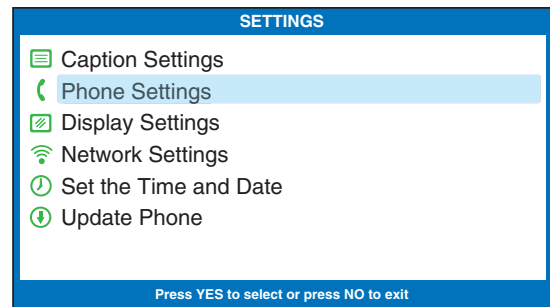 SETTINGS
Caption Settings
Phone Settings
Display Settings
Network Settings
Set the Time and Date
Update Phone
Press YES to select or press NO to exit